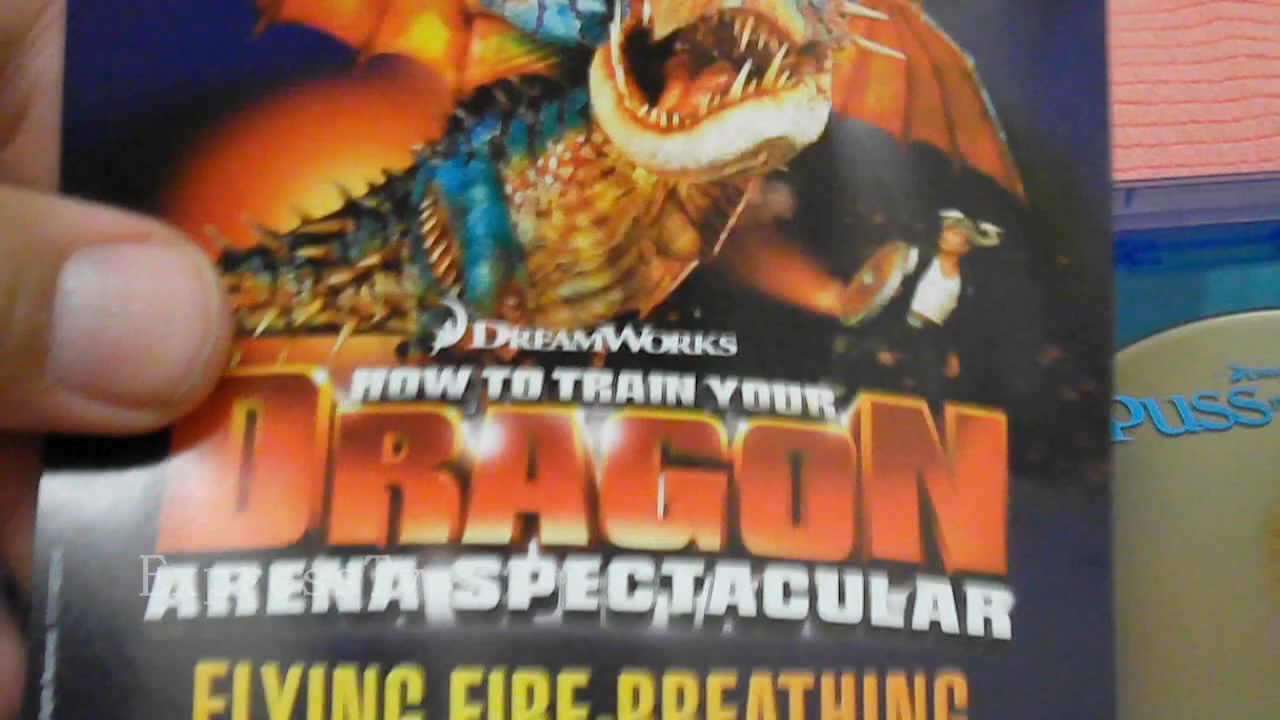 DREAMWORKS
HOW TO TRAIN YOUR
DRAGON
ARENA SPECTACULAR
FLYING FIRE-BREATHING
PUSS